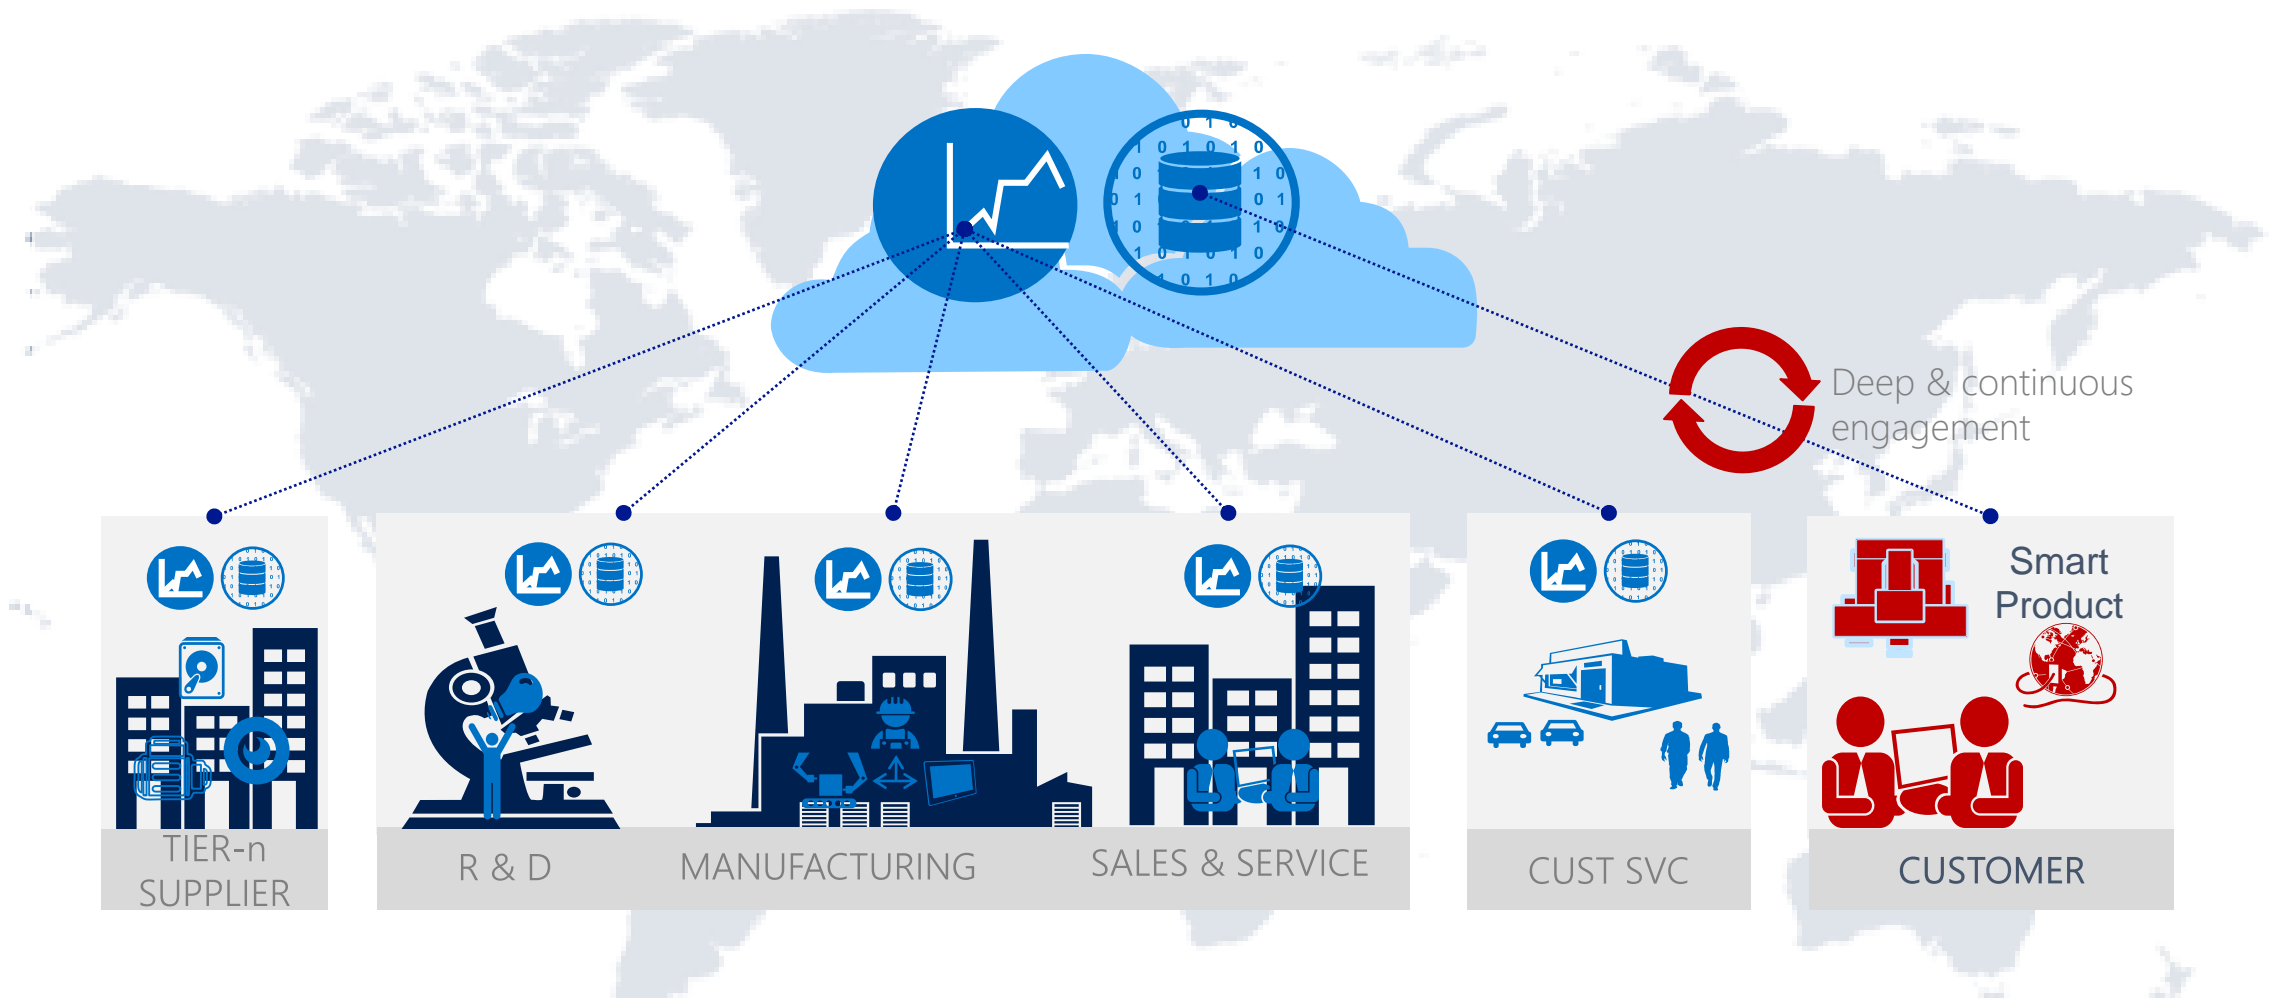 Deep & continuous
engagement
Smart
Product
TIER-n
SUPPLIER
R & D
MANUFACTURING
SALES & SERVICE
CUST SVC
CUSTOMER